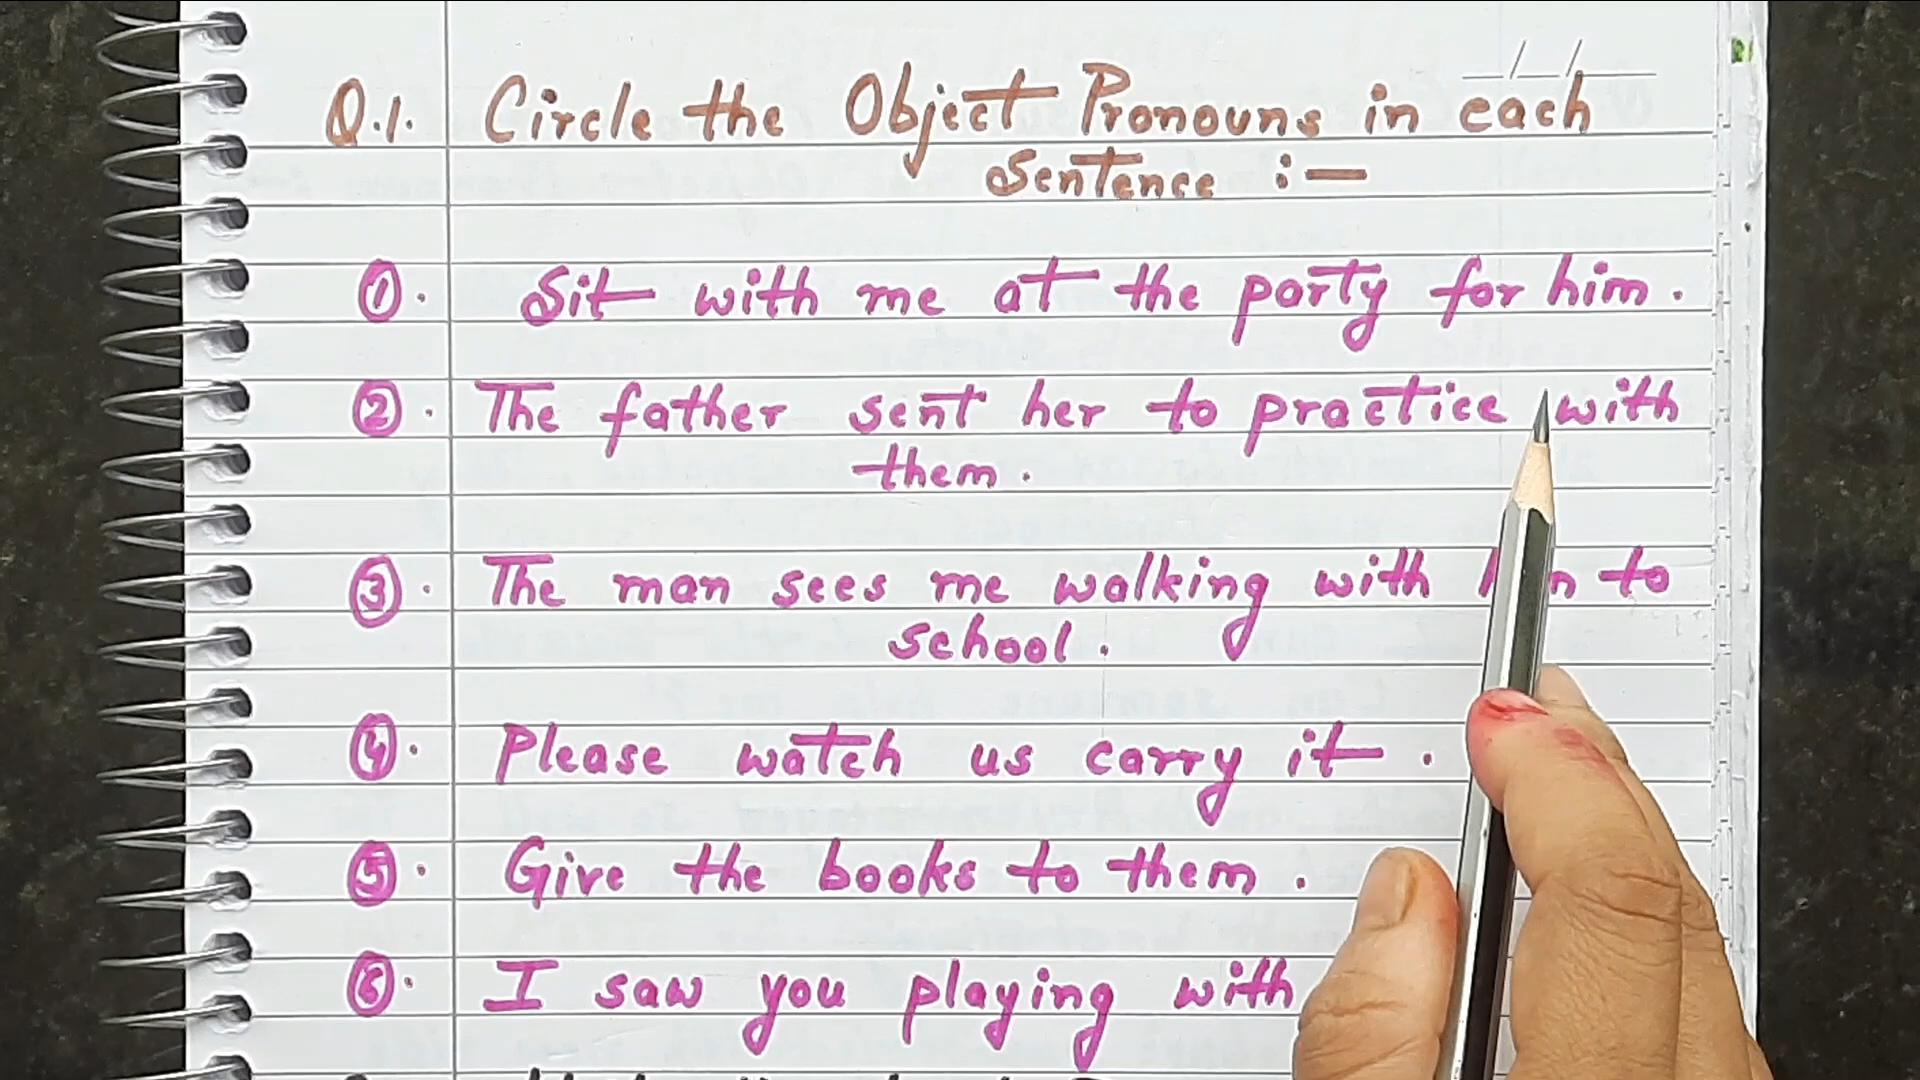 Q.1. Circle the Object Pronouns in each
Sentence :-
①. Sit with me at the party for him.
②. The father sent her to practice with
them.
③. The man sees me walking with to
school.
④. Please watch us carry it.
⑤. Give the books to them.
⑥. I saw you playing with